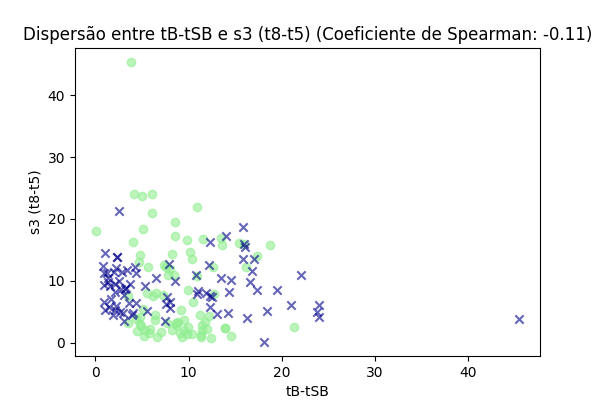 Dispersão entre tB-tSB e s3 (t8-t5) (Coeficiente de Spearman: -0.11)
40
30
20
10
0
s3 (t8-t5)
0 10 20 30 40
tB-tSB